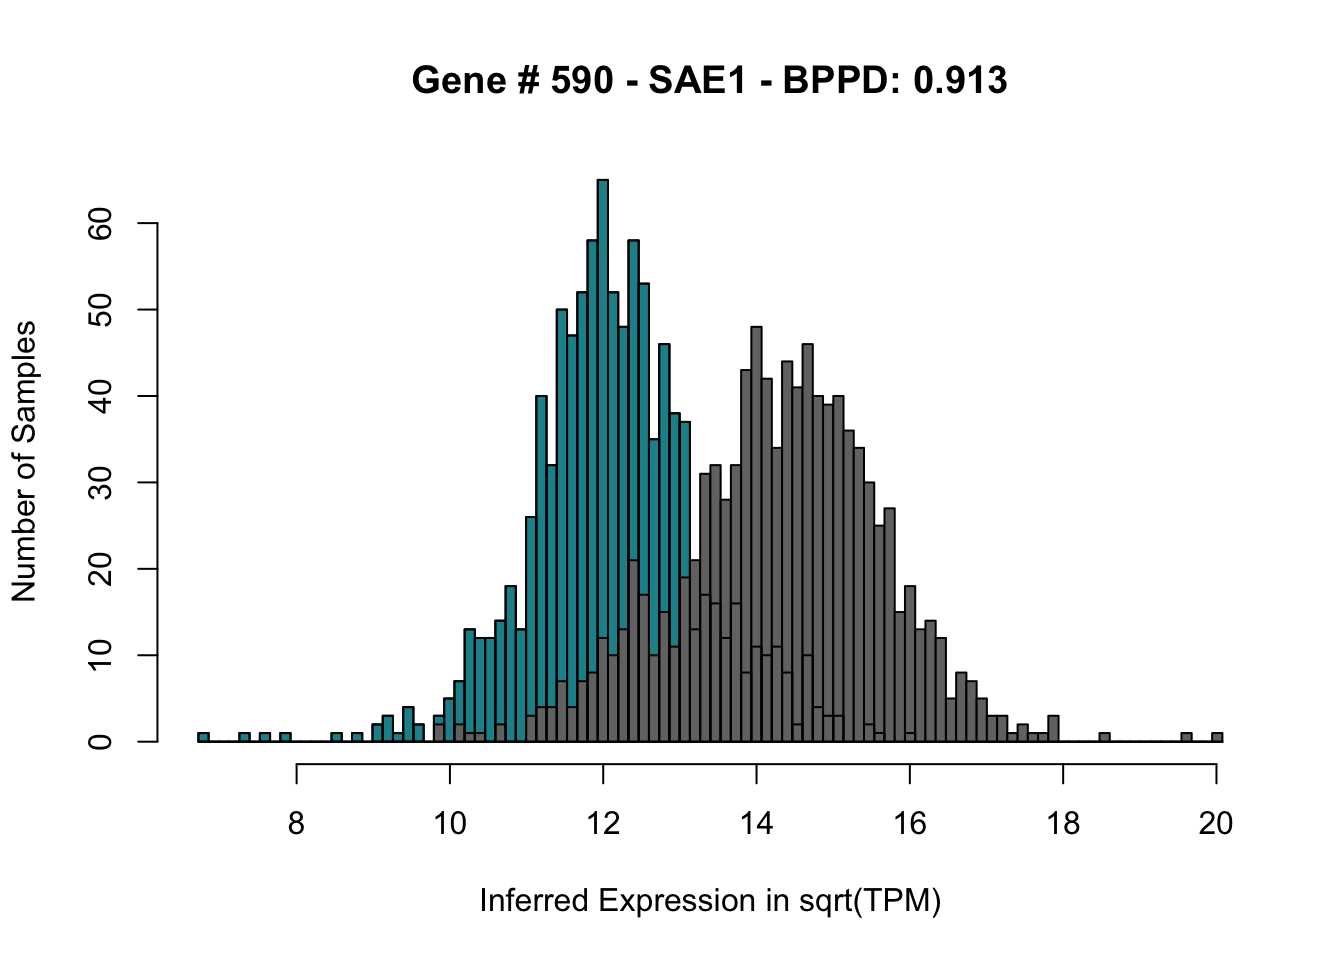 Gene # 590 - SAE1 - BPPD: 0.913
Number of Samples
60
50
40
30
20
10
0
8 10 12 14 16 18 20
Inferred Expression in sqrt(TPM)